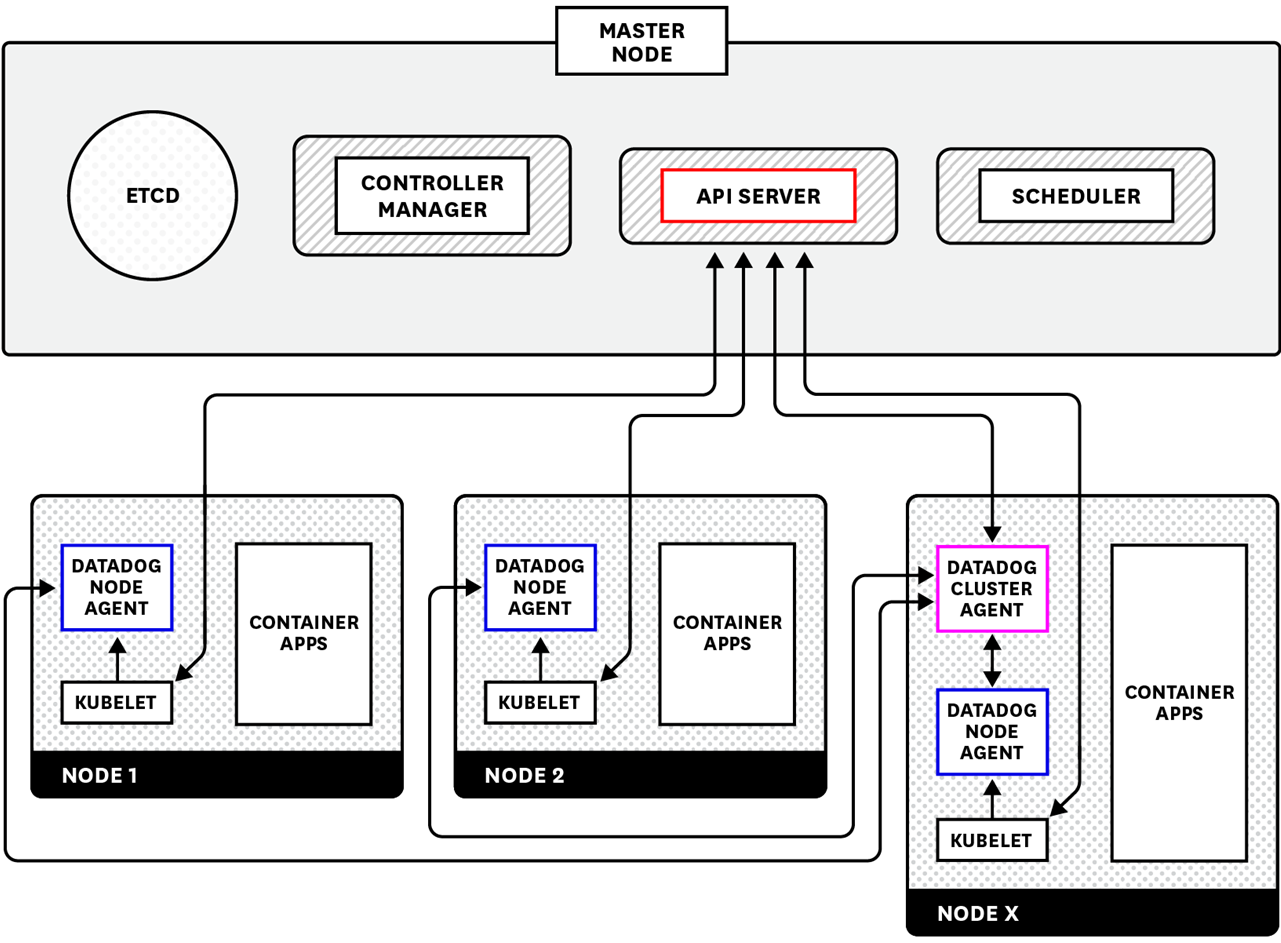 MASTER
NODE
ETCD
CONTROLLER
MANAGER
API SERVER
SCHEDULER
DATADOG
NODE
AGENT
KUBELET
CONTAINER
APPS
NODE 1
DATADOG
NODE
AGENT
KUBELET
CONTAINER
APPS
NODE 2
DATADOG
CLUSTER
AGENT
DATADOG
NODE
AGENT
KUBELET
CONTAINER
APPS
NODE X